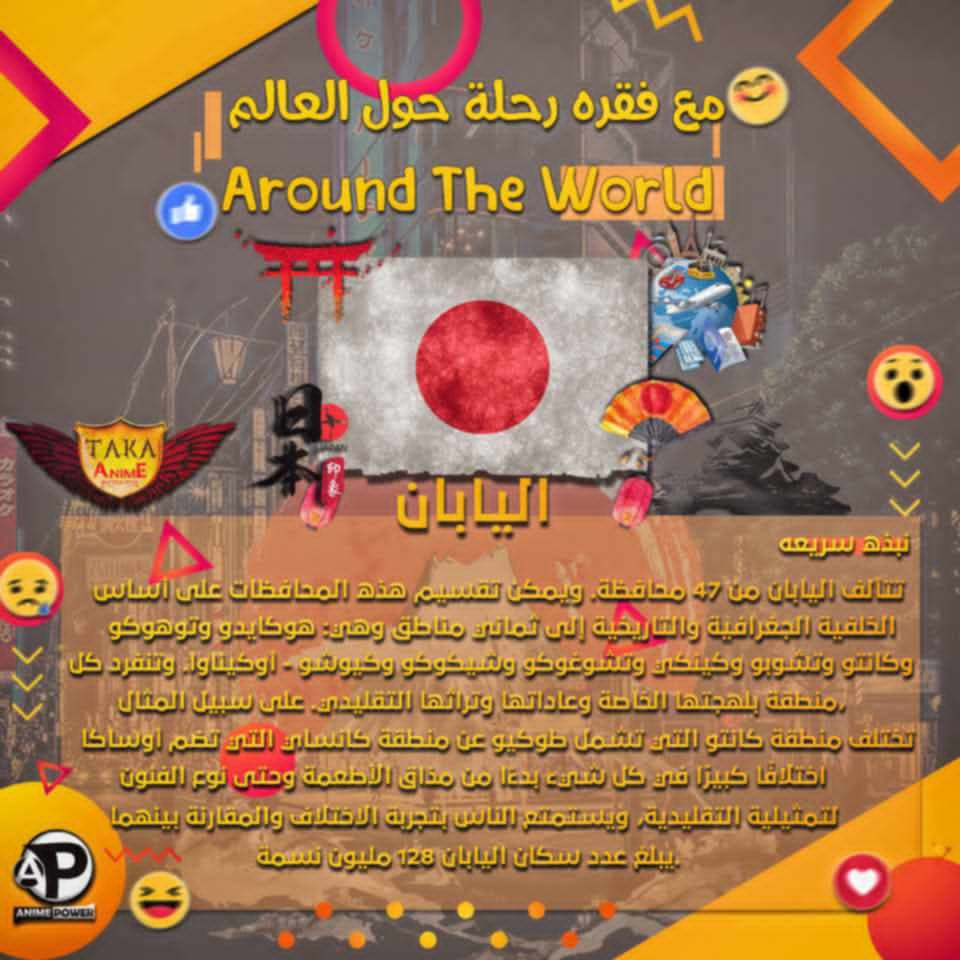 مع فقره رحلة حول العالم
Around The World
日本
TAKA
ANIME
اليابان
نبذه سريعه
تتألف اليابان من 47 محافظة. ويمكن تقسيم هذه المحافظات على أساس
الخلفية الجغرافية والتاريخية إلى ثماني مناطق وهي: هوكايدو وتوهوكو
وكانتو وتشوبو وكينكي وتشوغوكو وشيكوكو وكيوشو - أوكيناوا. وتنفرد كل
منطقة بلهجتها الخاصة وعاداتها وتراثها التقليدي. على سبيل المثال,
تختلف منطقة كانتو التي تشمل طوكيو عن منطقة كانساي التي تضم اوساكا
اختلافًا كبيرًا في كل شيء بدءًا من مذاق الأطعمة وحتى نوع الفنون
لتمثيلية التقليدية, ويستمتع الناس بتجربة الاختلاف والمقارنة بينهما
يبلغ عدد سكان اليابان 128 مليون نسمة.
AP
ANIME POWER